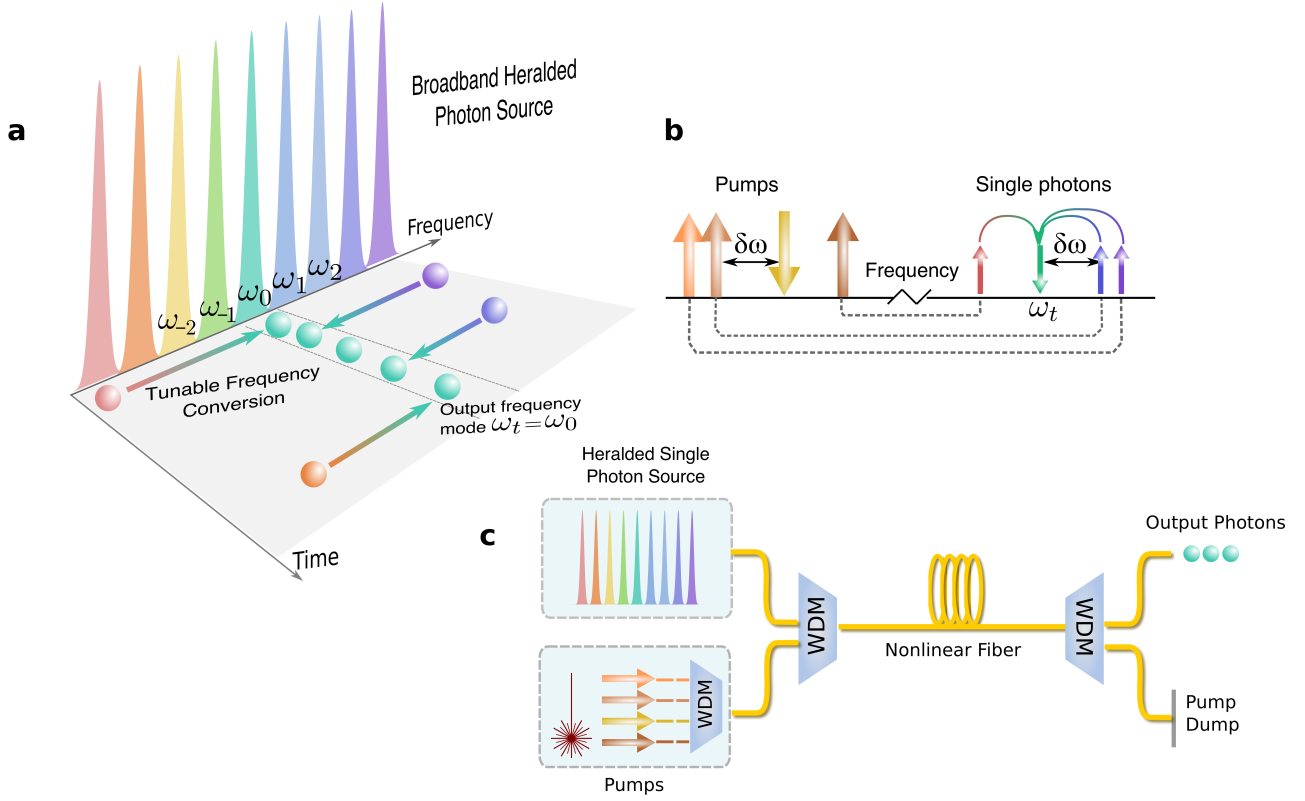 a
Broadband Heralded
Photon Source
Frequency
ω₋₂
ω₋₁
ω₀
ω₁
ω₂
Tunable Frequency
Conversion
Output frequency
mode ωₜ=ω₀
Time
b
Pumps
Single photons
δω
δω
Frequency
ωₜ
c
Heralded Single
Photon Source
Pumps
WDM
WDM
Nonlinear Fiber
WDM
Output Photons
Pump
Dump